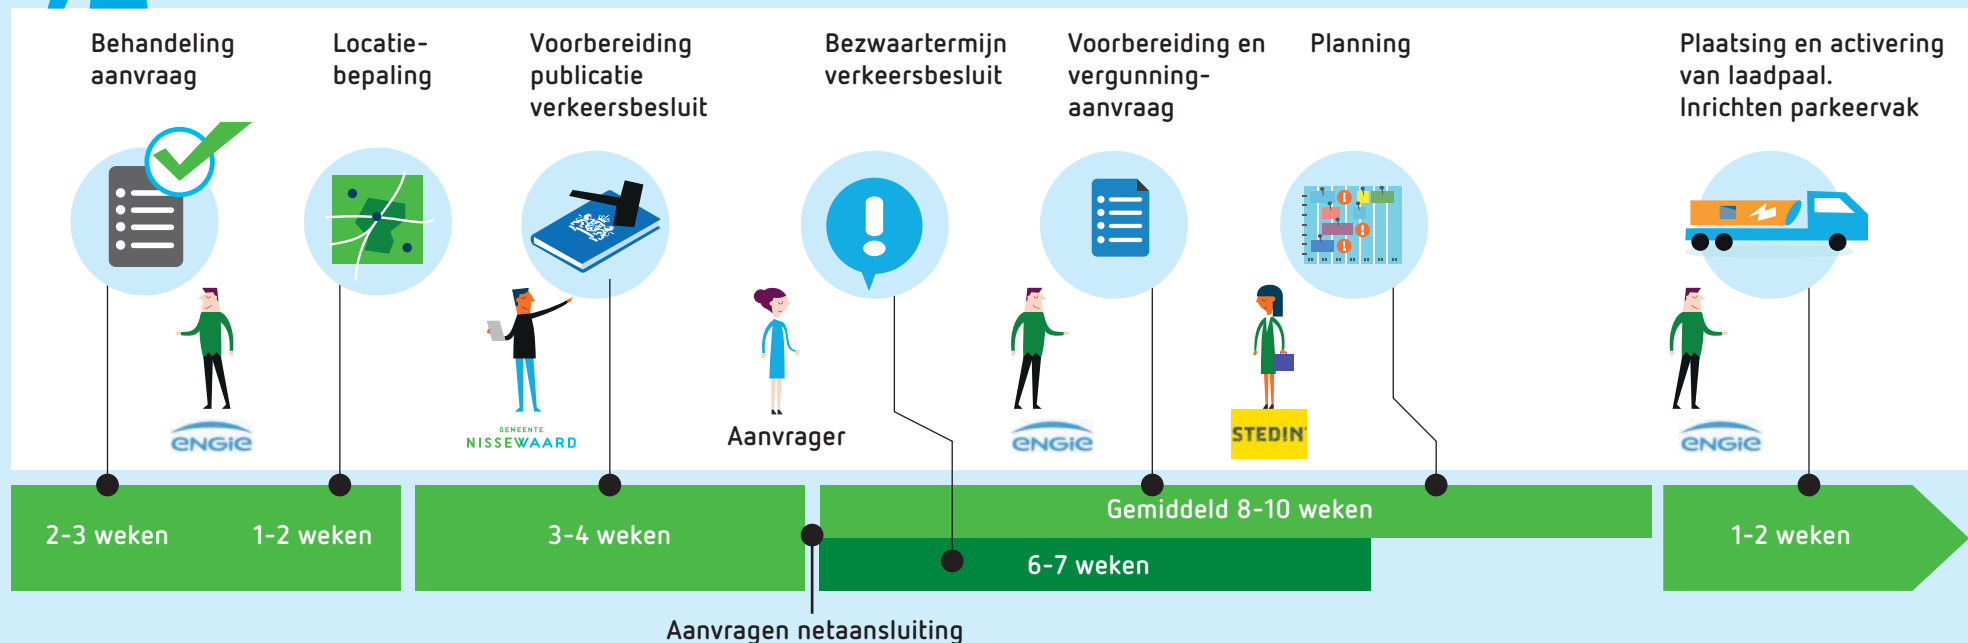 Behandeling
aanvraag
Locatie-
bepaling
Voorbereiding
publicatie
verkeersbesluit
Bezwaartermijn
verkeersbesluit
Voorbereiding en
vergunning-
aanvraag
Planning
Plaatsing en activering
van laadpaal.
Inrichten parkeervak
ENGIE
GEMEENTE
NISSEWAARD
Aanvrager
ENGIE
STEDIN
ENGIE
2-3 weken
1-2 weken
3-4 weken
Gemiddeld 8-10 weken
6-7 weken
1-2 weken
Aanvragen netaansluiting